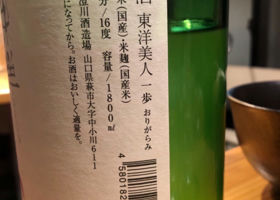 酒 東洋美人 一歩 おりがらみ
米(国産)・米麹(国産米)
分/16度 容量/1800㎖
澄川酒造場 山口県萩市大字中小川611
になってから。お酒はおいしく適量を。
4 580182